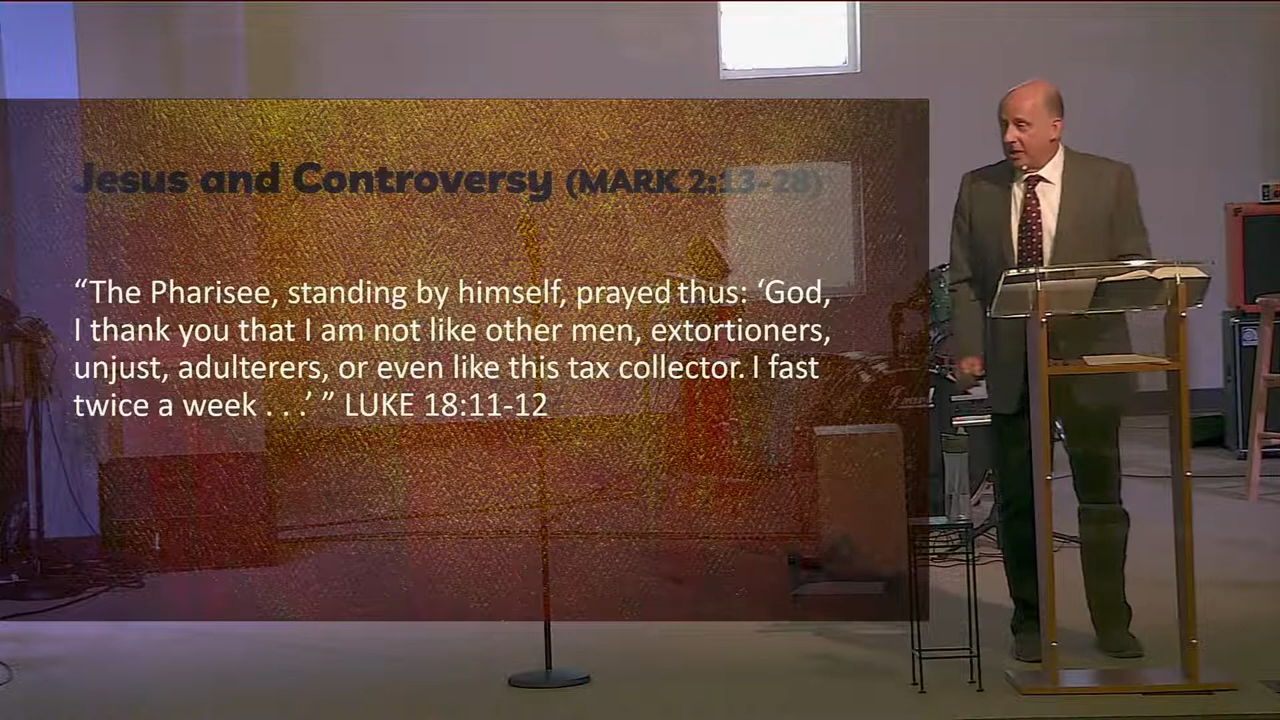 Jesus and Controversy (MARK 2:13-28)
“The Pharisee, standing by himself, prayed thus: ‘God,
I thank you that I am not like other men, extortioners,
unjust, adulterers, or even like this tax collector. I fast
twice a week . . .’ ” LUKE 18:11-12